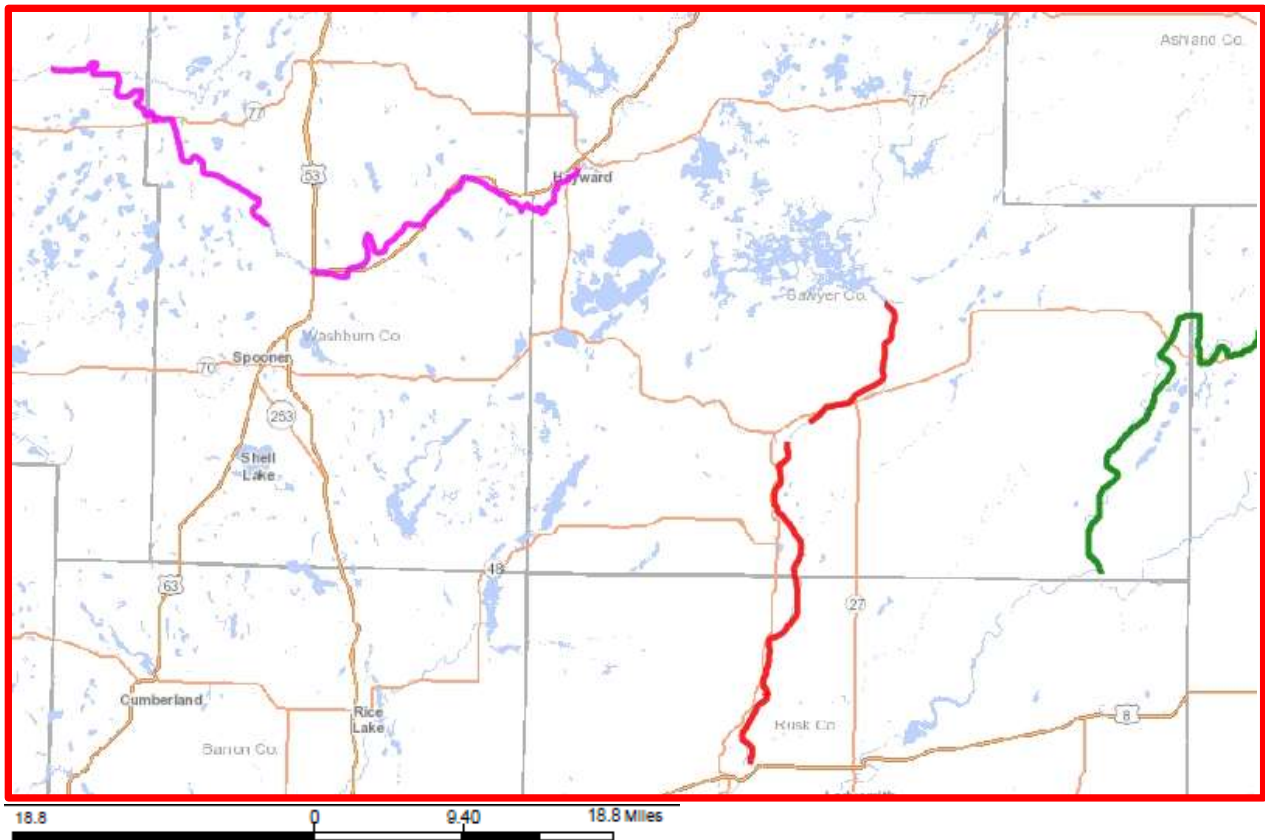 Ashland Co.
77
77
53
Hayward
Sawyer Co.
Washburn Co.
Spooner
70
253
Shell
Lake
48
63
27
Cumberland
Rice
Lake
Rusk Co.
8
Barron Co.
18.8 0 9.40 18.8 Miles